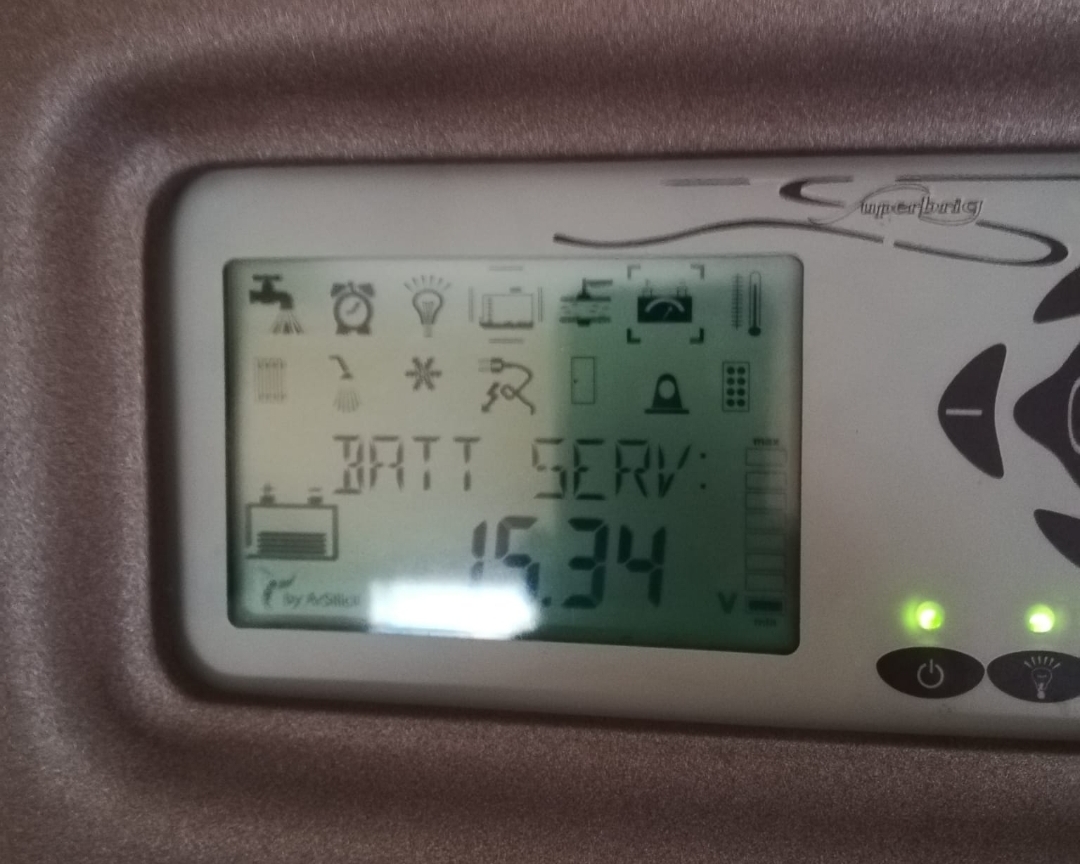 Superbrig
BATT SERV:
max
15.34
V
by ArSilicii